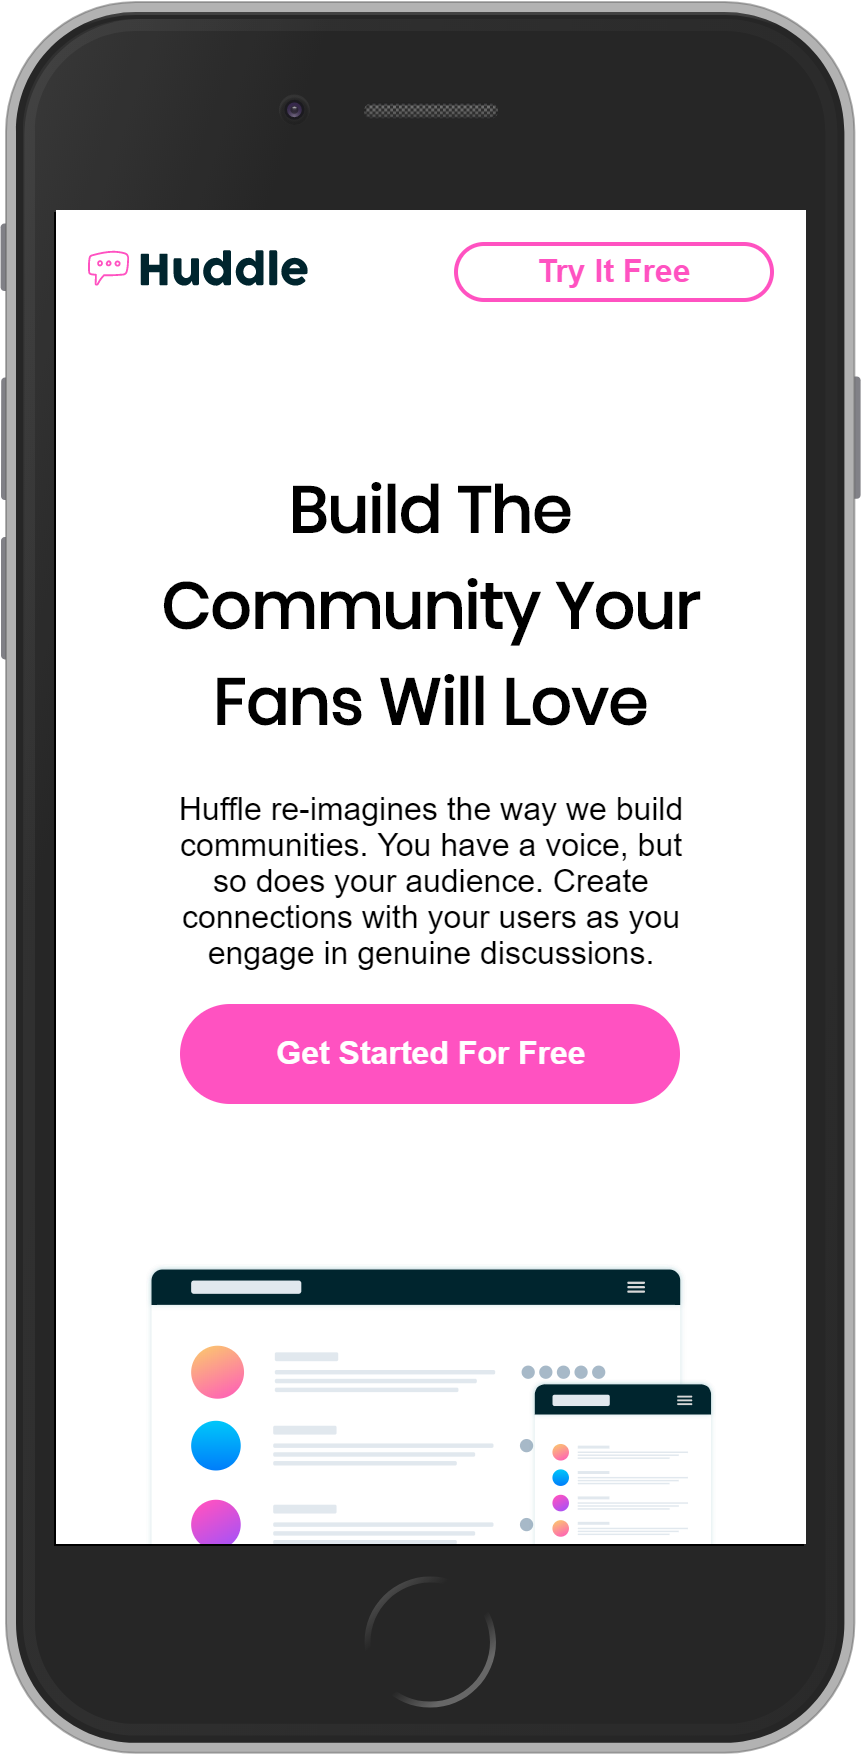 Huddle
Try It Free
Build The
Community Your
Fans Will Love
Huffle re-imagines the way we build
communities. You have a voice, but
so does your audience. Create
connections with your users as you
engage in genuine discussions.
Get Started For Free